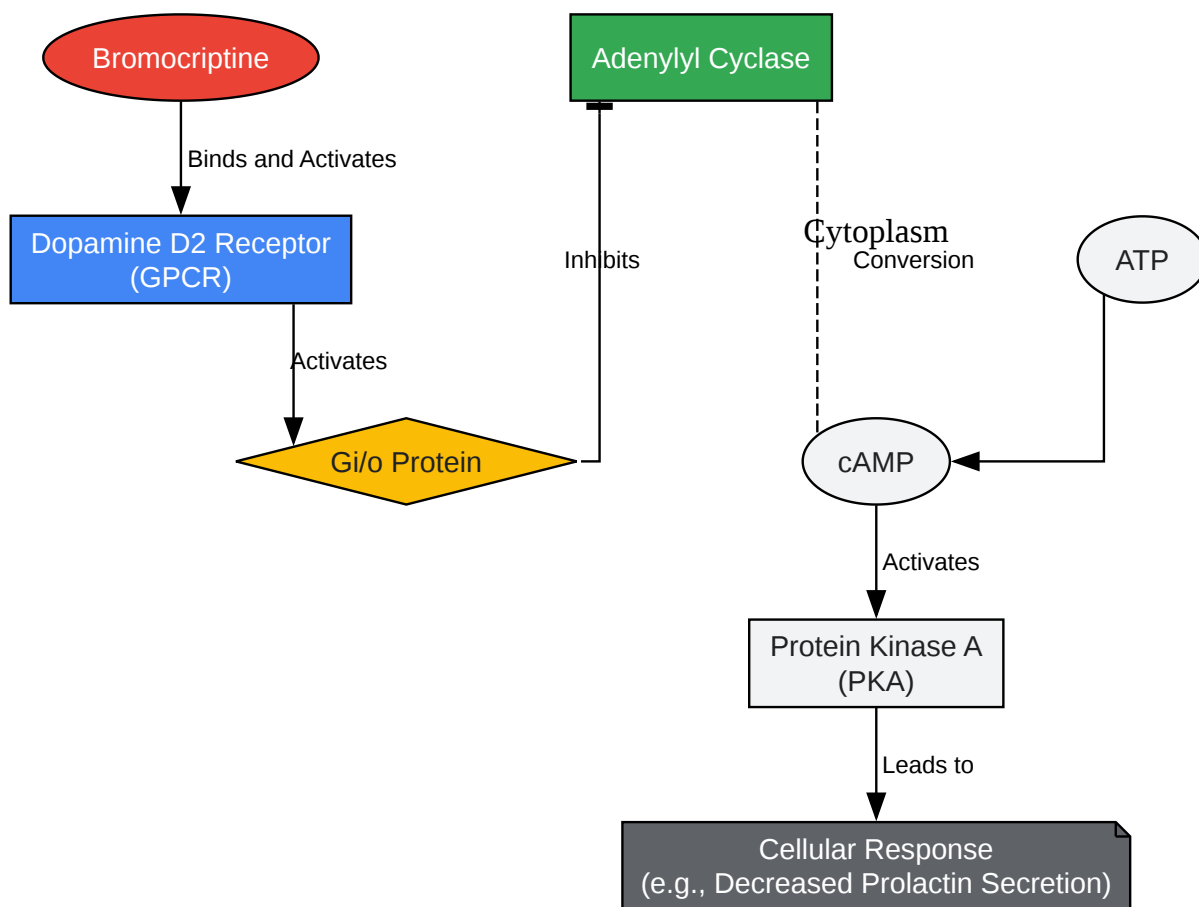 Bromocriptine
Adenylyl Cyclase
Binds and Activates
Dopamine D2 Receptor
(GPCR)
Inhibits
Cytoplasm
Conversion
ATP
Activates
Gi/o Protein
cAMP
Activates
Protein Kinase A
(PKA)
Leads to
Cellular Response
(e.g., Decreased Prolactin Secretion)